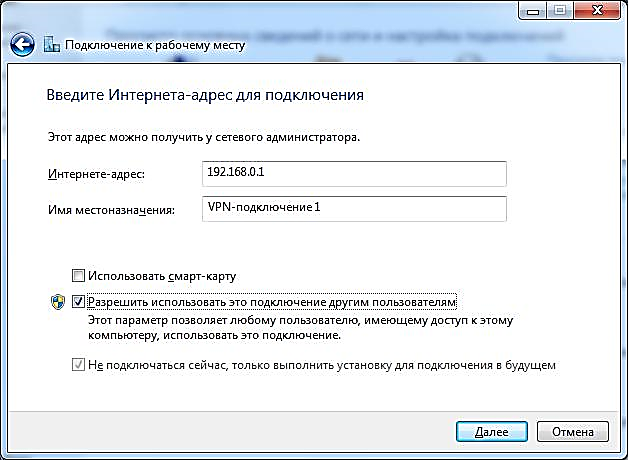 Подключение к рабочему месту
Введите Интернета-адрес для подключения
Этот адрес можно получить у сетевого администратора.
Интернете-адрес:
192.168.0.1
Имя местоназначения:
VPN-подключение 1
Использовать смарт-карту
Разрешить использовать это подключение другим пользователям
Этот параметр позволяет любому пользователю, имеющему доступ к этому
компьютеру, использовать это подключение.
Не подключаться сейчас, только выполнить установку для подключения в будущем
Далее
Отмена